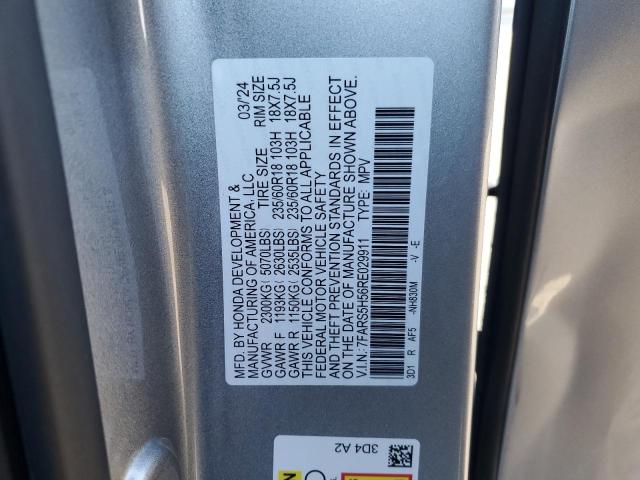 MFD. BY HONDA DEVELOPMENT &
MANUFACTURING OF AMERICA, LLC 03/'24
GVWR 2300KG( 5070LBS) TIRE SIZE RIM SIZE
GAWR F 1193KG( 2630LBS) 235/60R18 103H 18X7.5J
GAWR R 1150KG( 2535LBS) 235/60R18 103H 18X7.5J
THIS VEHICLE CONFORMS TO ALL APPLICABLE
FEDERAL MOTOR VEHICLE SAFETY
AND THEFT PREVENTION STANDARDS IN EFFECT
ON THE DATE OF MANUFACTURE SHOWN ABOVE.
V.I.N.: 7FARS5H56RE029911 TYPE: MPV
3D1 R AF5 -NH830M -V -E
3D4 A2